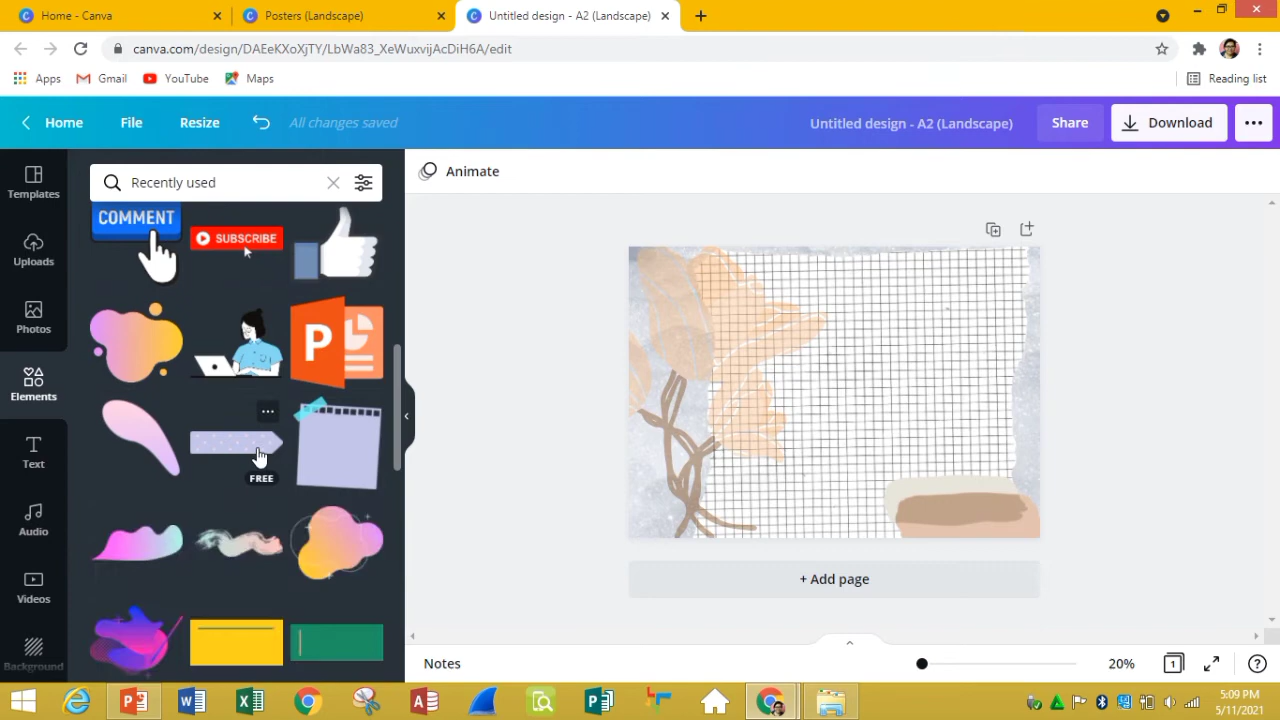 Home - Canva
Posters (Landscape)
Untitled design - A2 (Landscape)
canva.com/design/DAEeKXoXjTY/LbWa83_XeWuxvijAcDiH6A/edit
Apps
Gmail
YouTube
Maps
Reading list
Home
File
Resize
All changes saved
Untitled design - A2 (Landscape)
Share
Download
Templates
Uploads
Photos
Elements
Text
Audio
Videos
Background
Recently used
COMMENT
SUBSCRIBE
P
FREE
Animate
+ Add page
Notes
20%
1
5:09 PM
5/11/2021